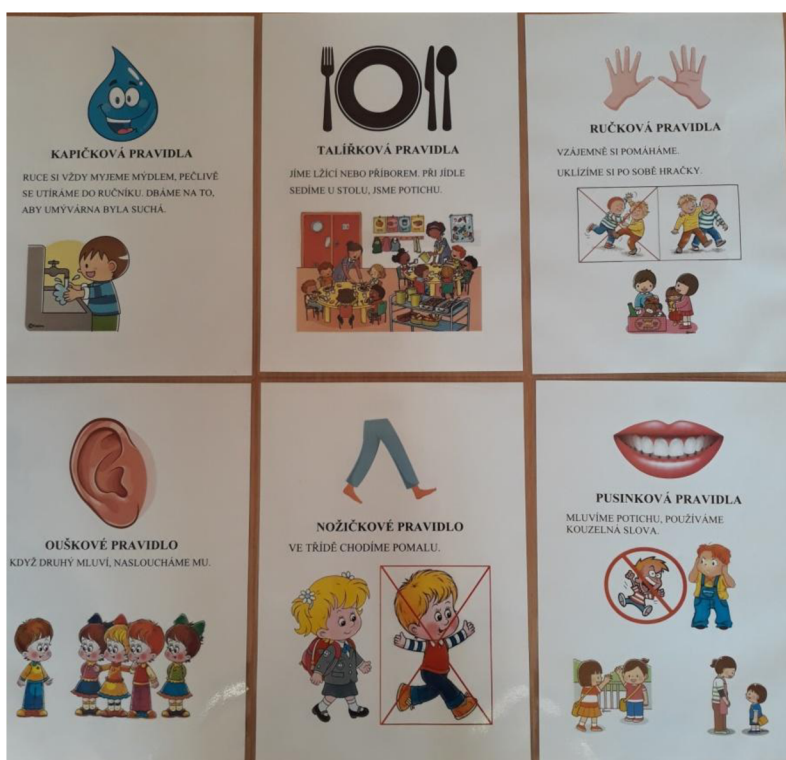 KAPIČKOVÁ PRAVIDLA
RUCE SI VŽDY MYJEME MÝDLEM, PEČLIVĚ
SE UTÍRÁME DO RUČNÍKU. DBÁME NA TO,
ABY UMÝVÁRNA BYLA SUCHÁ.
TALÍŘKOVÁ PRAVIDLA
JÍME LŽÍCÍ NEBO PŘÍBOREM. PŘI JÍDLE
SEDÍME U STOLU, JSME POTICHU.
RUČKOVÁ PRAVIDLA
VZÁJEMNĚ SI POMÁHÁME.
UKLÍZÍME SI PO SOBĚ HRAČKY.
OUŠKOVÉ PRAVIDLO
KDYŽ DRUHÝ MLUVÍ, NASLOUCHÁME MU.
NOŽIČKOVÉ PRAVIDLO
VE TŘÍDĚ CHODÍME POMALU.
PUSINKOVÁ PRAVIDLA
MLUVÍME POTICHU, POUŽÍVÁME
KOUZELNÁ SLOVA.